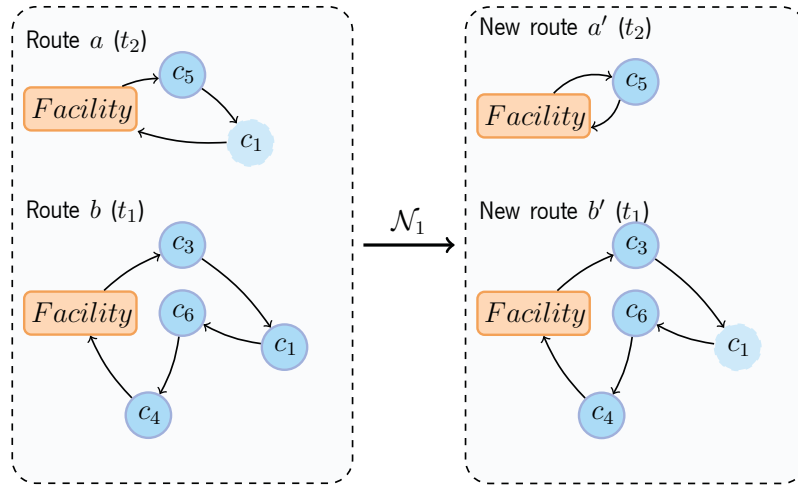 Route a (t₂)
c₅
Facility
c₁
Route b (t₁)
c₃
Facility
c₆
c₁
c₄
𝒩₁
New route a′ (t₂)
c₅
Facility
New route b′ (t₁)
c₃
Facility
c₆
c₁
c₄